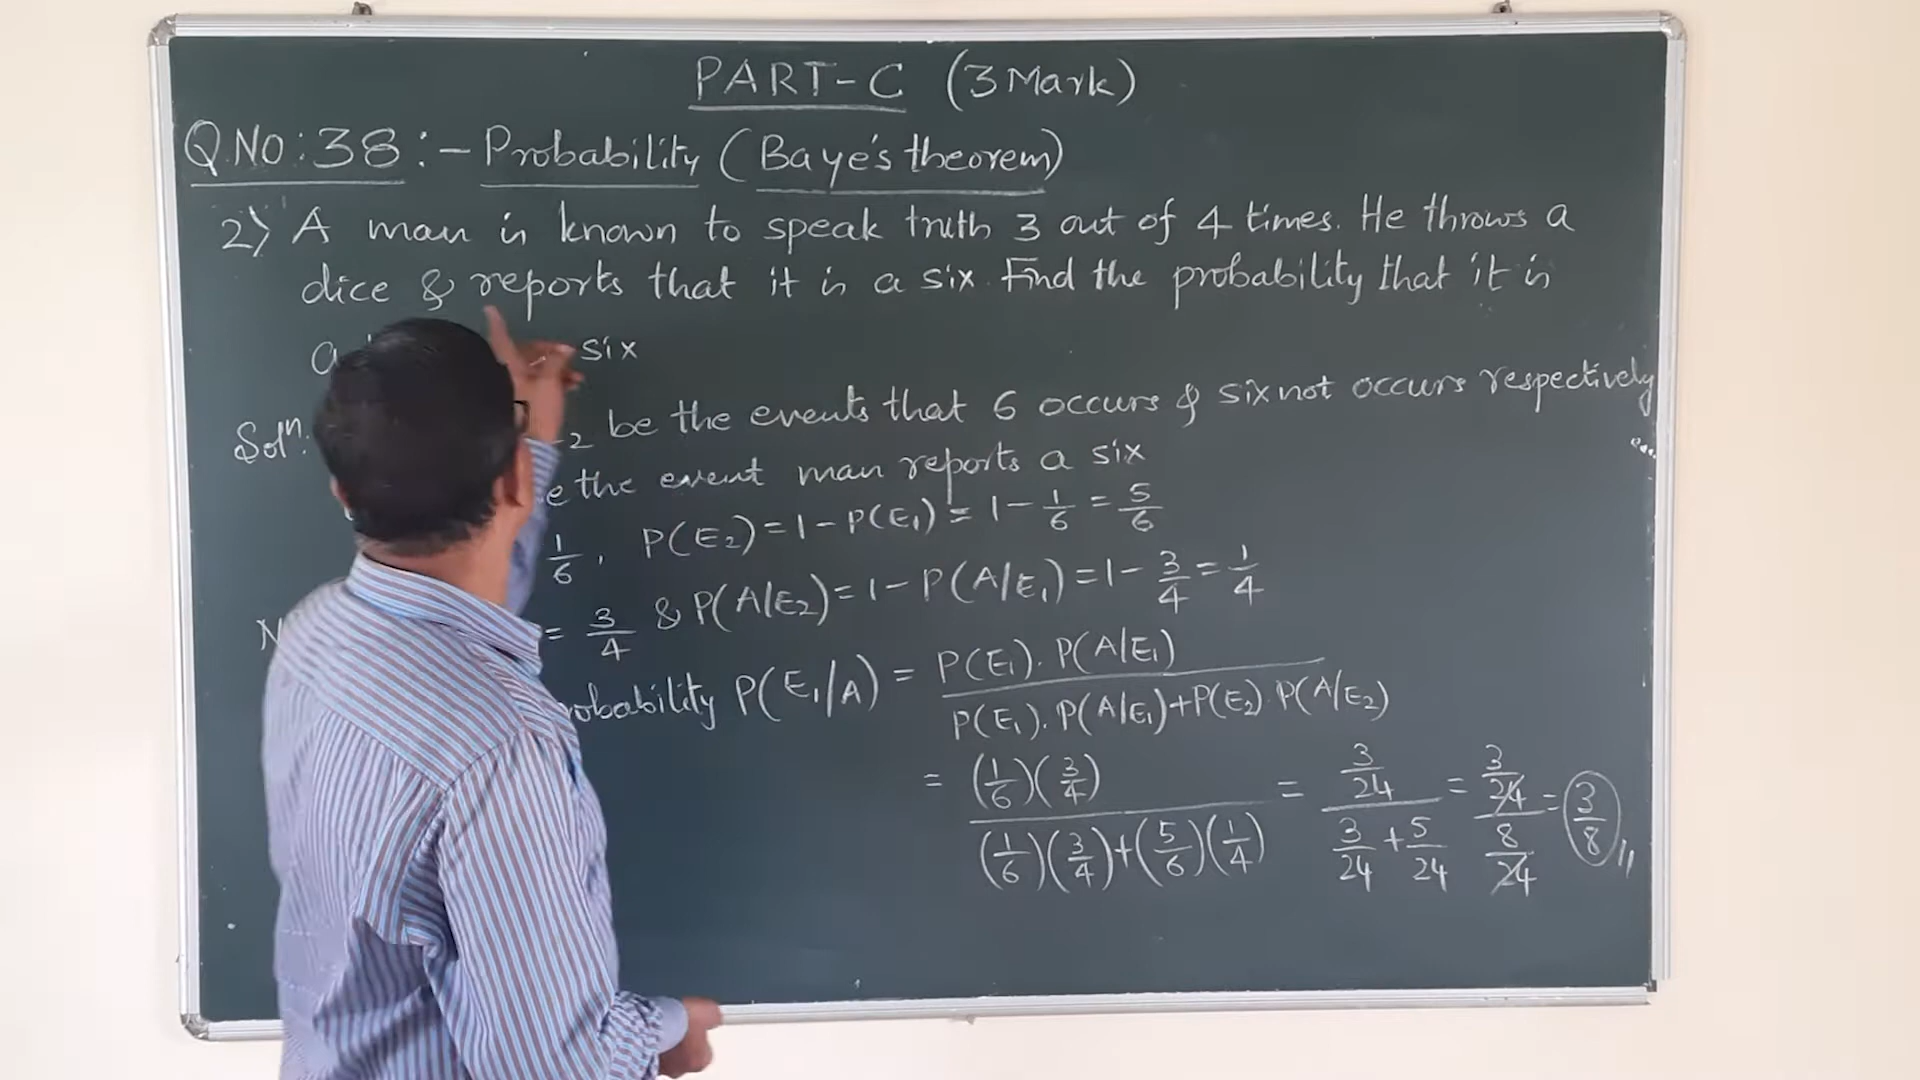 PART-C (3 Mark)
Q.NO:38:- Probability (Baye's theorem)
2) A man is known to speak truth 3 out of 4 times. He throws a
dice & reports that it is a six. Find the probability that it is
six
Solⁿ: 2 be the events that 6 occurs & six not occurs respectively
the event man reports a six
1/6, P(E₂) = 1 - P(E₁) = 1 - 1/6 = 5/6
= 3/4 & P(A/E₂) = 1 - P(A/E₁) = 1 - 3/4 = 1/4
P(E₁/A) = P(E₁). P(A/E₁) / P(E₁). P(A/E₁) + P(E₂). P(A/E₂)
= (1/6)(3/4) / (1/6)(3/4) + (5/6)(1/4) = 3/24 / 3/24 + 5/24 = 3/24 / 8/24 = 3/8 //